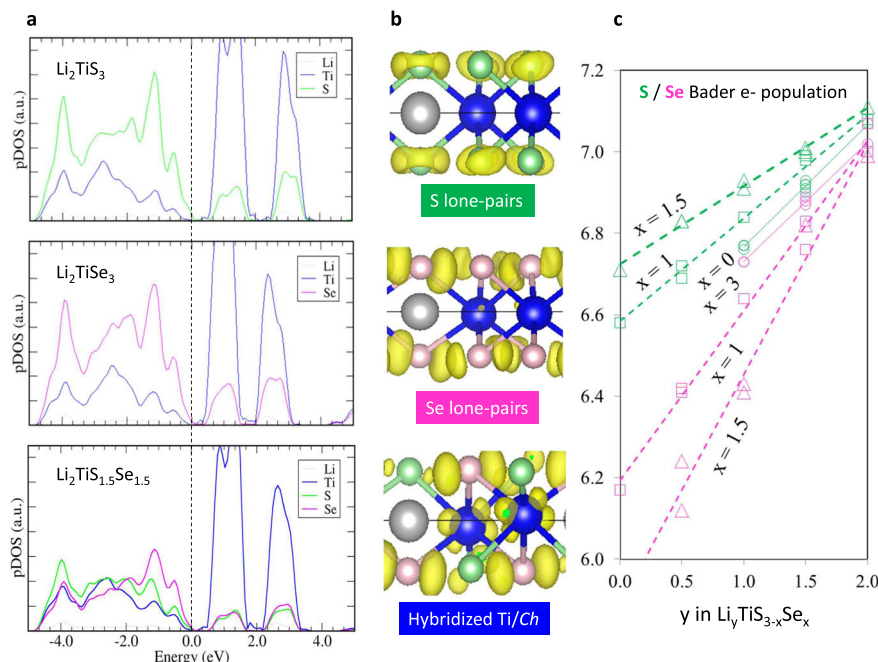 a
b
c
pDOS (a.u.)
Li₂TiS₃
Li
Ti
S
pDOS (a.u.)
Li₂TiSe₃
Li
Ti
Se
pDOS (a.u.)
Li₂TiS₁.₅Se₁.₅
Li
Ti
S
Se
-4.0
-2.0
0.0
2.0
4.0
Energy (eV)
S lone-pairs
Se lone-pairs
Hybridized Ti/Ch
S / Se Bader e- population
7.2
7.0
6.8
6.6
6.4
6.2
6.0
x = 1.5
x = 1
x = 0
x = 3
x = 1
x = 1.5
0.0
0.5
1.0
1.5
2.0
y in LiyTiS3-xSex